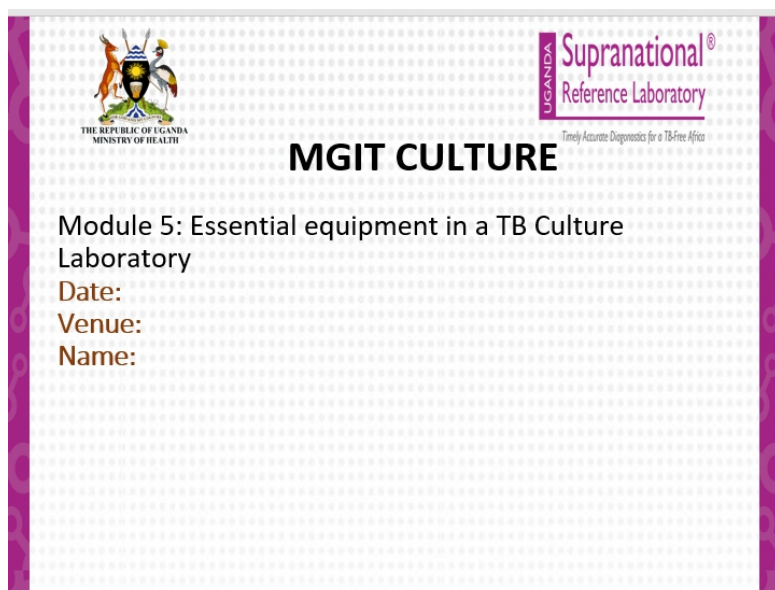 THE REPUBLIC OF UGANDA
MINISTRY OF HEALTH
UGANDA
Supranational®
Reference Laboratory
Timely Accurate Diagonostics for a TB-Free Africa
MGIT CULTURE
Module 5: Essential equipment in a TB Culture
Laboratory
Date:
Venue:
Name: